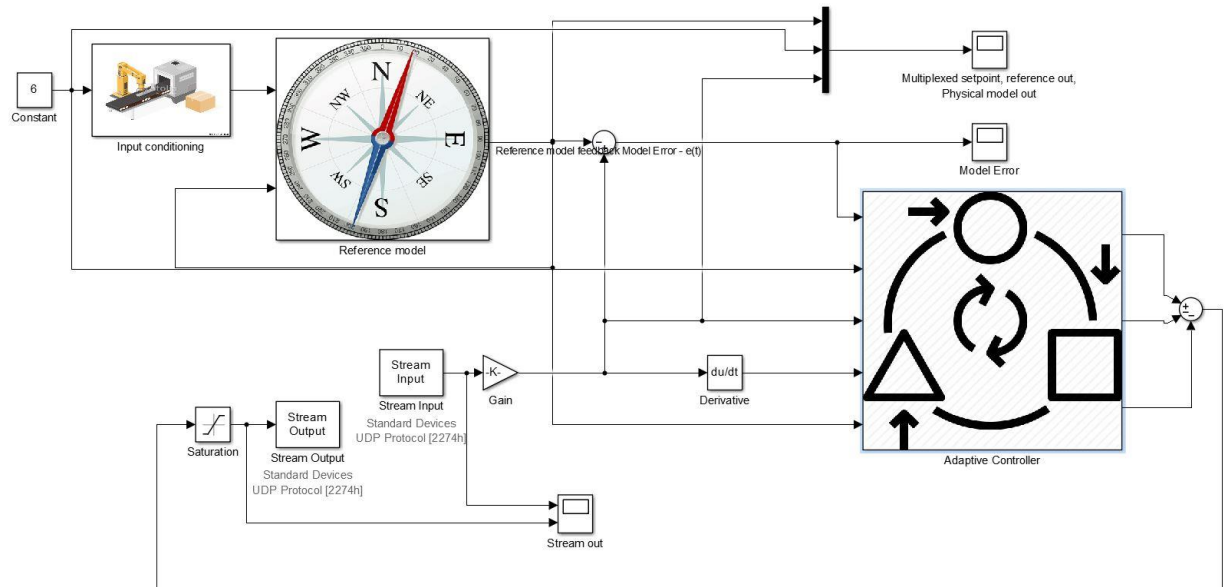 Multiplexed setpoint, reference out,
Physical model out
6
Constant
Input conditioning
N
NW
NE
W
E
SW
SE
S
Reference model
Reference model feedback
Model Error - e(t)
Model Error
Stream
Input
Stream Input
Standard Devices
UDP Protocol [2274h]
-K-
Gain
du/dt
Derivative
Adaptive Controller
Saturation
Stream
Output
Stream Output
Standard Devices
UDP Protocol [2274h]
Stream out